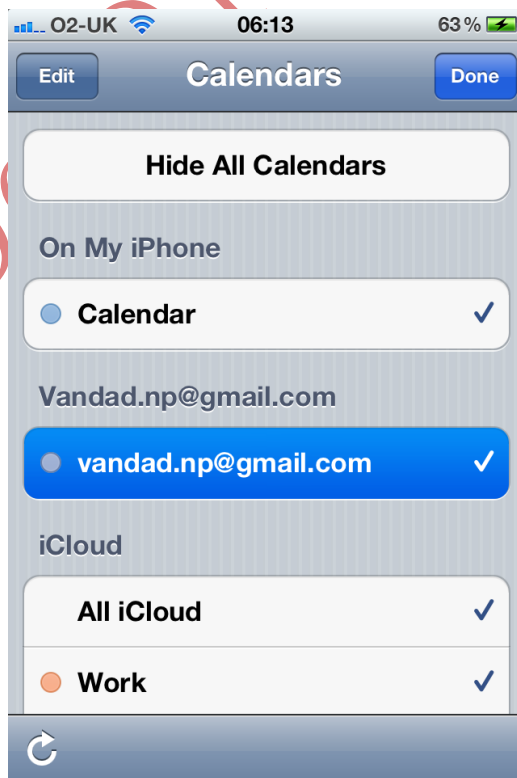 O2-UK 06:13 63%
Edit Calendars Done
Hide All Calendars
On My iPhone
Calendar
Vandad.np@gmail.com
vandad.np@gmail.com
iCloud
All iCloud
Work